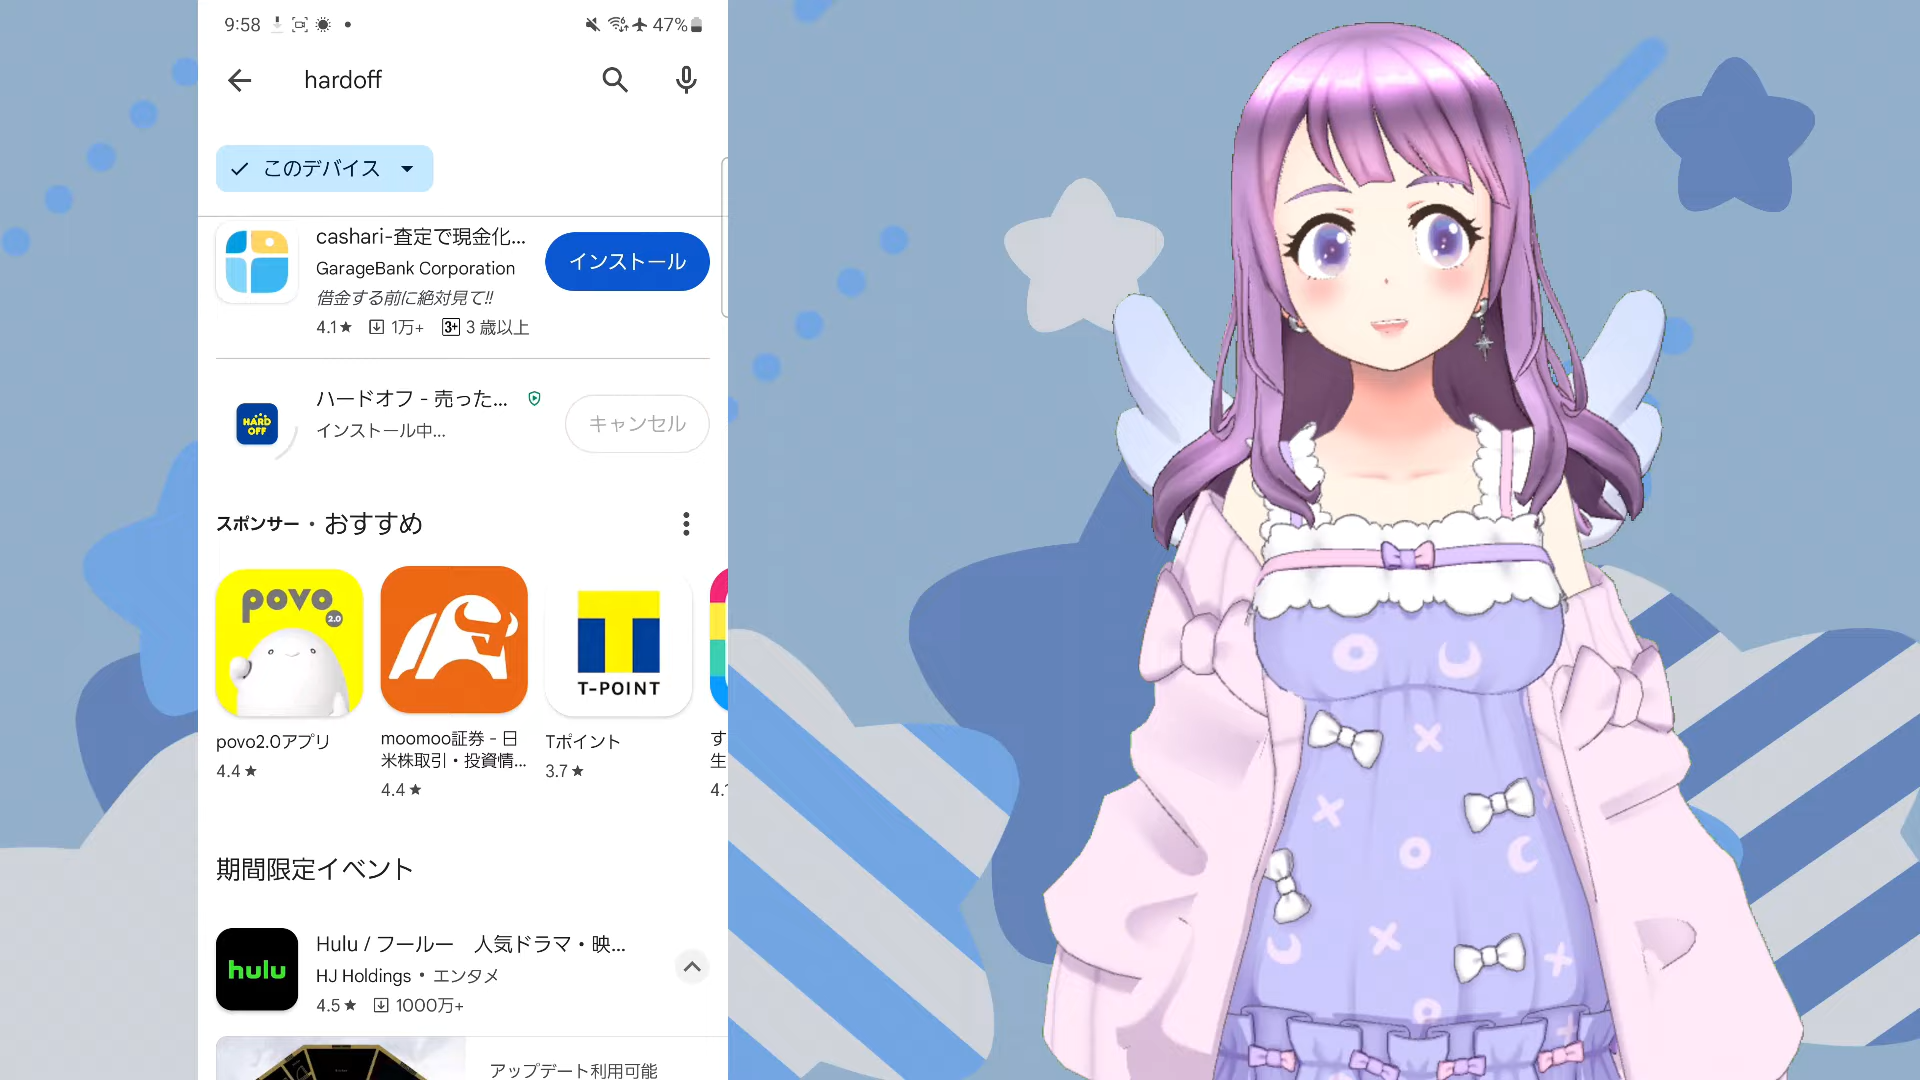 9:58
47%
hardoff
このデバイス
cashari-査定で現金化...
GarageBank Corporation
借金する前に絶対見て!!
4.1★ 1万+ 3+ 3 歳以上
インストール
HARD
OFF
ハードオフ - 売った...
インストール中...
キャンセル
スポンサー・おすすめ
povo
2.0
T-POINT
povo2.0アプリ
4.4★
moomoo証券 - 日
米株取引・投資情...
4.4★
Tポイント
3.7★
す
生
4.1
期間限定イベント
hulu
Hulu / フールー 人気ドラマ・映...
HJ Holdings • エンタメ
4.5★ 1000万+
アップデート利用可能